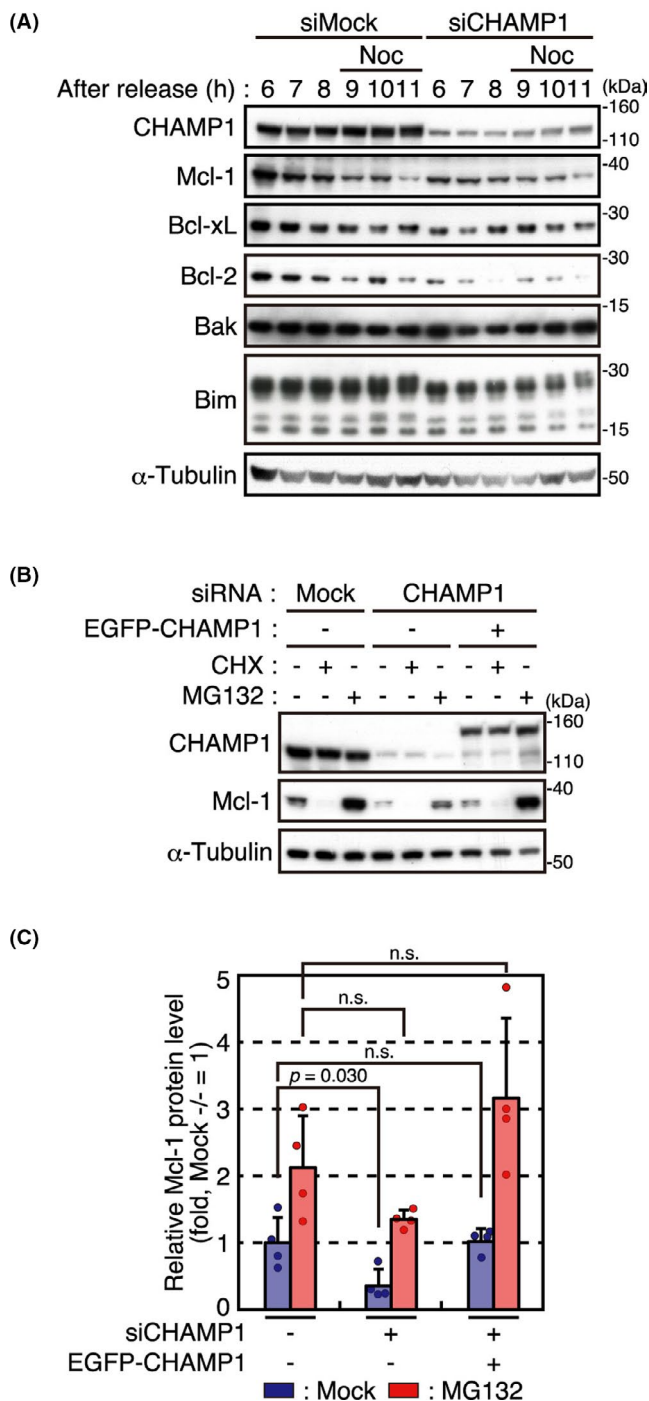 (A)
siMock siCHAMP1
Noc Noc
After release (h) : 6 7 8 9 10 11 6 7 8 9 10 11 (kDa)
CHAMP1 -160
-110
Mcl-1 -40
Bcl-xL -30
Bcl-2 -30
Bak -15
Bim -30
-15
α-Tubulin -50
(B)
siRNA : Mock CHAMP1
EGFP-CHAMP1 : - - +
CHX : - + - - + - - + -
MG132 : - - + - - + - - + (kDa)
CHAMP1 -160
-110
Mcl-1 -40
α-Tubulin -50
(C)
Relative Mcl-1 protein level
(fold, Mock -/- = 1)
n.s.
n.s.
n.s.
p = 0.030
5
4
3
2
1
0
siCHAMP1 - + +
EGFP-CHAMP1 - - +
: Mock : MG132